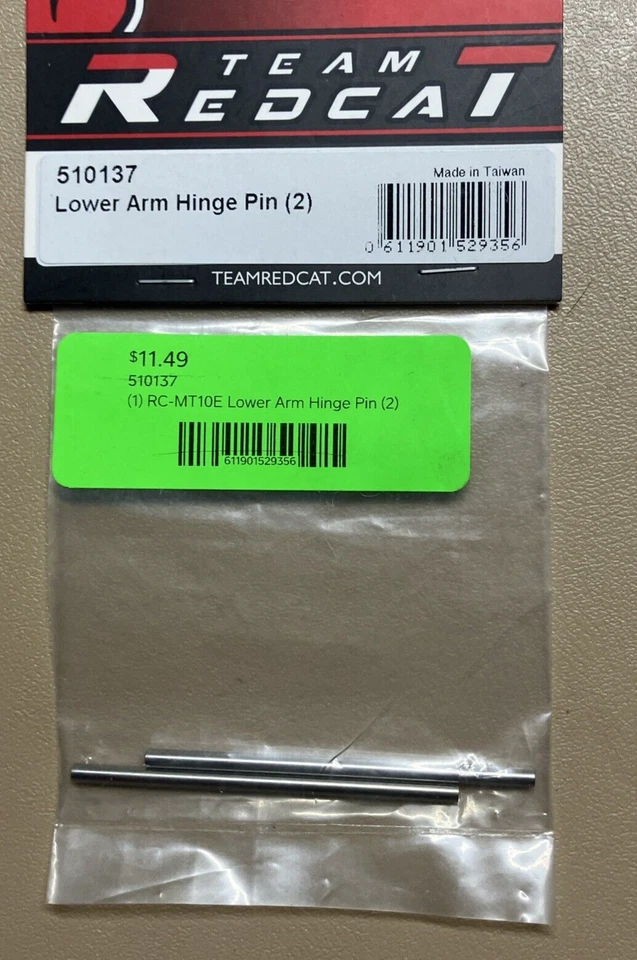 TEAM
REDCAT
510137
Made in Taiwan
Lower Arm Hinge Pin (2)
0 611901 529356
TEAMREDCAT.COM
$11.49
510137
(1) RC-MT10E Lower Arm Hinge Pin (2)
611901529356